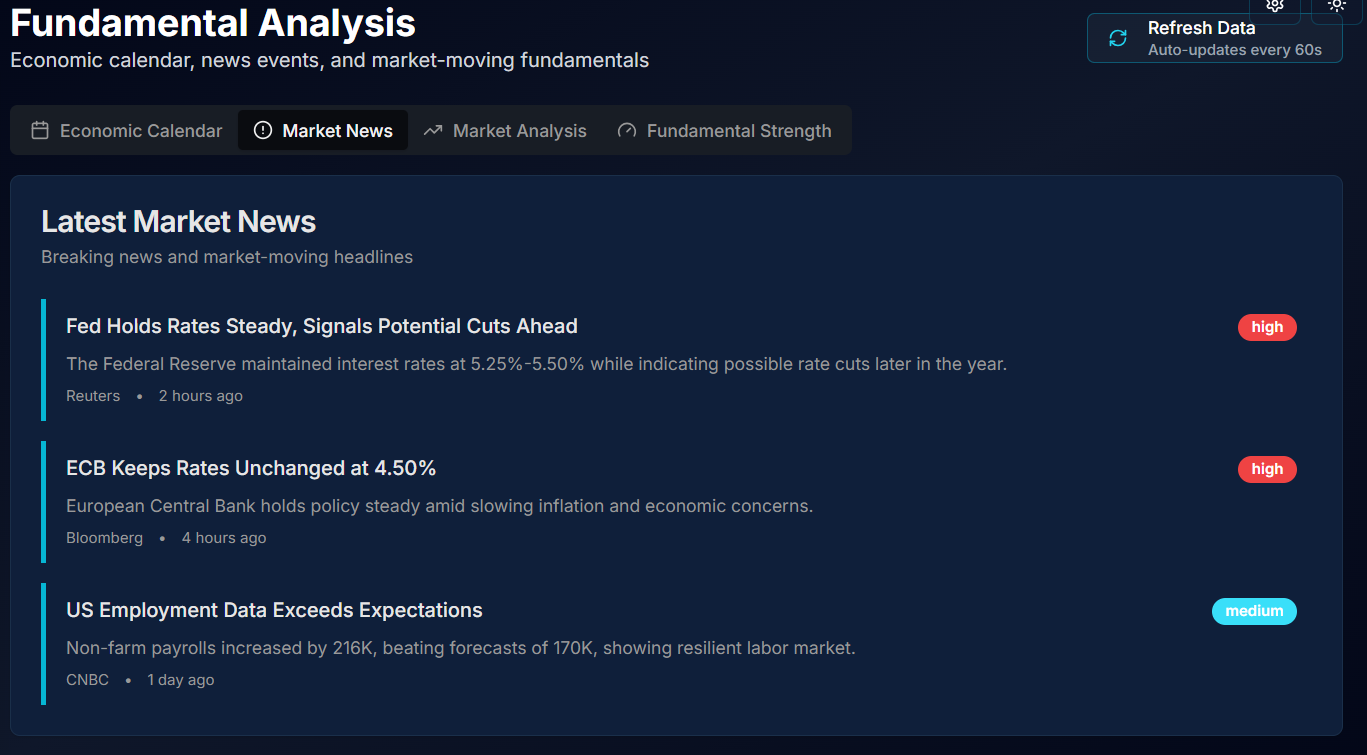 Fundamental Analysis
Economic calendar, news events, and market-moving fundamentals
Refresh Data
Auto-updates every 60s
Economic Calendar
Market News
Market Analysis
Fundamental Strength
Latest Market News
Breaking news and market-moving headlines
Fed Holds Rates Steady, Signals Potential Cuts Ahead
high
The Federal Reserve maintained interest rates at 5.25%-5.50% while indicating possible rate cuts later in the year.
Reuters • 2 hours ago
ECB Keeps Rates Unchanged at 4.50%
high
European Central Bank holds policy steady amid slowing inflation and economic concerns.
Bloomberg • 4 hours ago
US Employment Data Exceeds Expectations
medium
Non-farm payrolls increased by 216K, beating forecasts of 170K, showing resilient labor market.
CNBC • 1 day ago